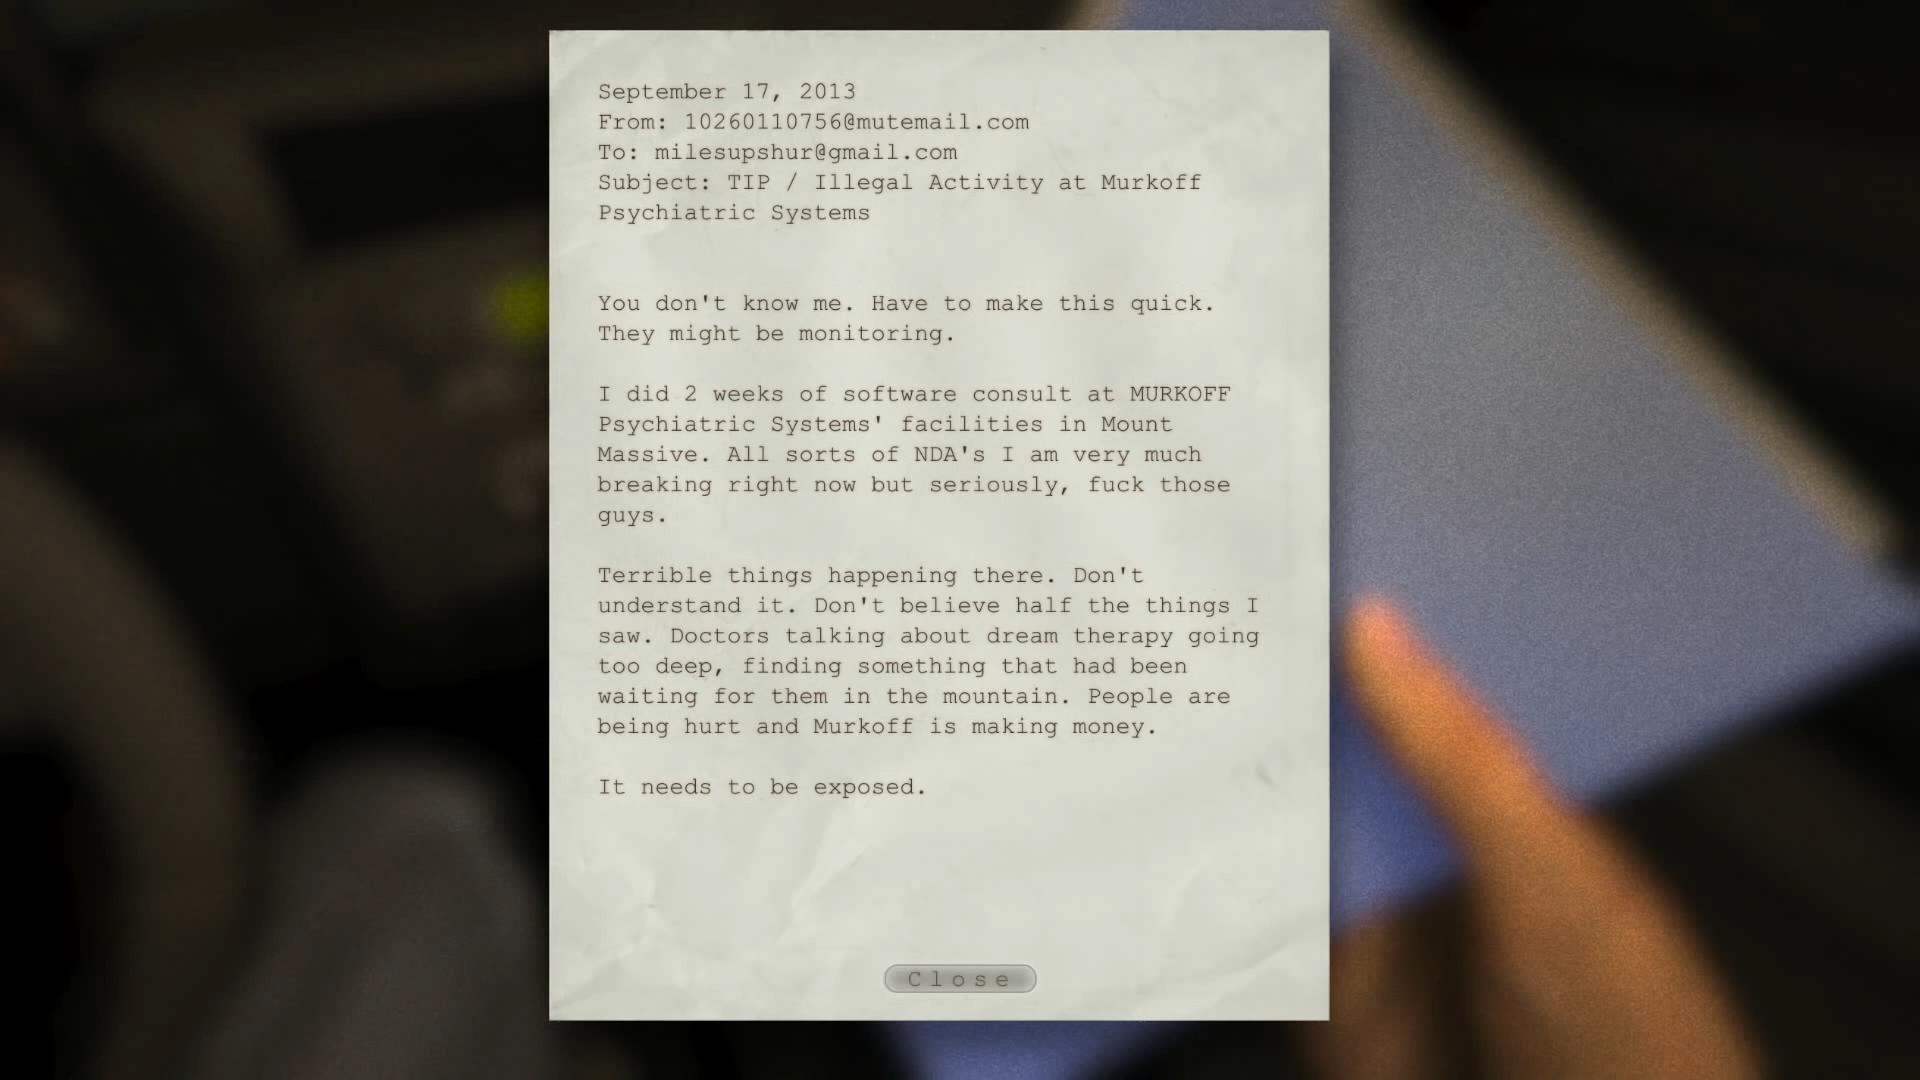 September 17, 2013
From: 10260110756@mutemail.com
To: milesupshur@gmail.com
Subject: TIP / Illegal Activity at Murkoff
Psychiatric Systems
You don't know me. Have to make this quick.
They might be monitoring.
I did 2 weeks of software consult at MURKOFF
Psychiatric Systems' facilities in Mount
Massive. All sorts of NDA's I am very much
breaking right now but seriously, fuck those
guys.
Terrible things happening there. Don't
understand it. Don't believe half the things I
saw. Doctors talking about dream therapy going
too deep, finding something that had been
waiting for them in the mountain. People are
being hurt and Murkoff is making money.
It needs to be exposed.
Close